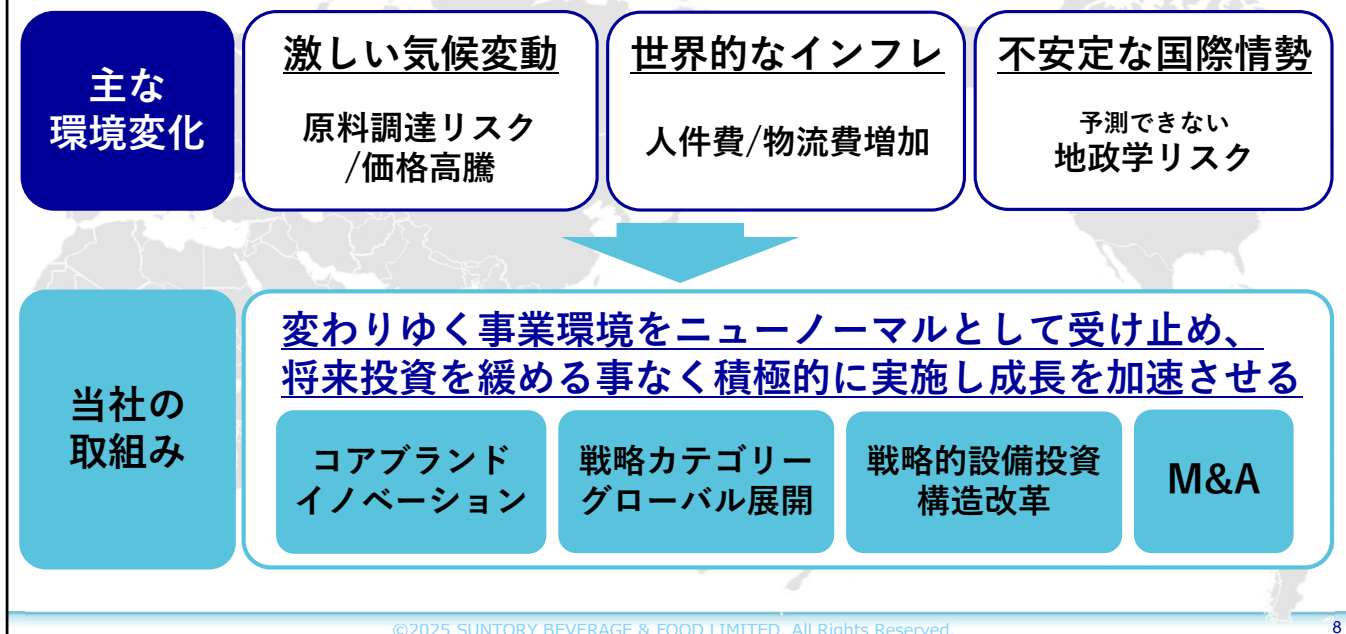 主な
環境変化
激しい気候変動
原料調達リスク
/価格高騰
世界的なインフレ
人件費/物流費増加
不安定な国際情勢
予測できない
地政学リスク
当社の
取組み
変わりゆく事業環境をニューノーマルとして受け止め、
将来投資を緩める事なく積極的に実施し成長を加速させる
コアブランド
イノベーション
戦略カテゴリー
グローバル展開
戦略的設備投資
構造改革
M&A
©2025 SUNTORY BEVERAGE & FOOD LIMITED. All Rights Reserved.
8